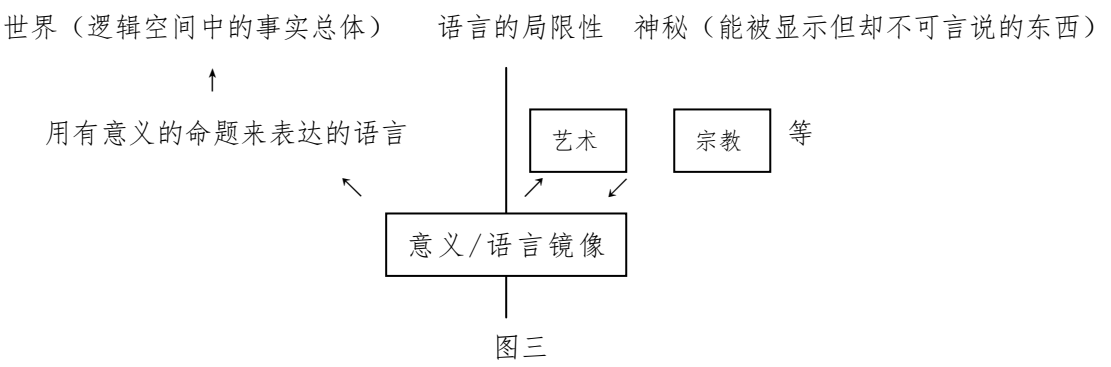 世界（逻辑空间中的事实总体） 语言的局限性 神秘（能被显示但却不可言说的东西）
用有意义的命题来表达的语言 艺术 宗教 等
意义/语言镜像
图三